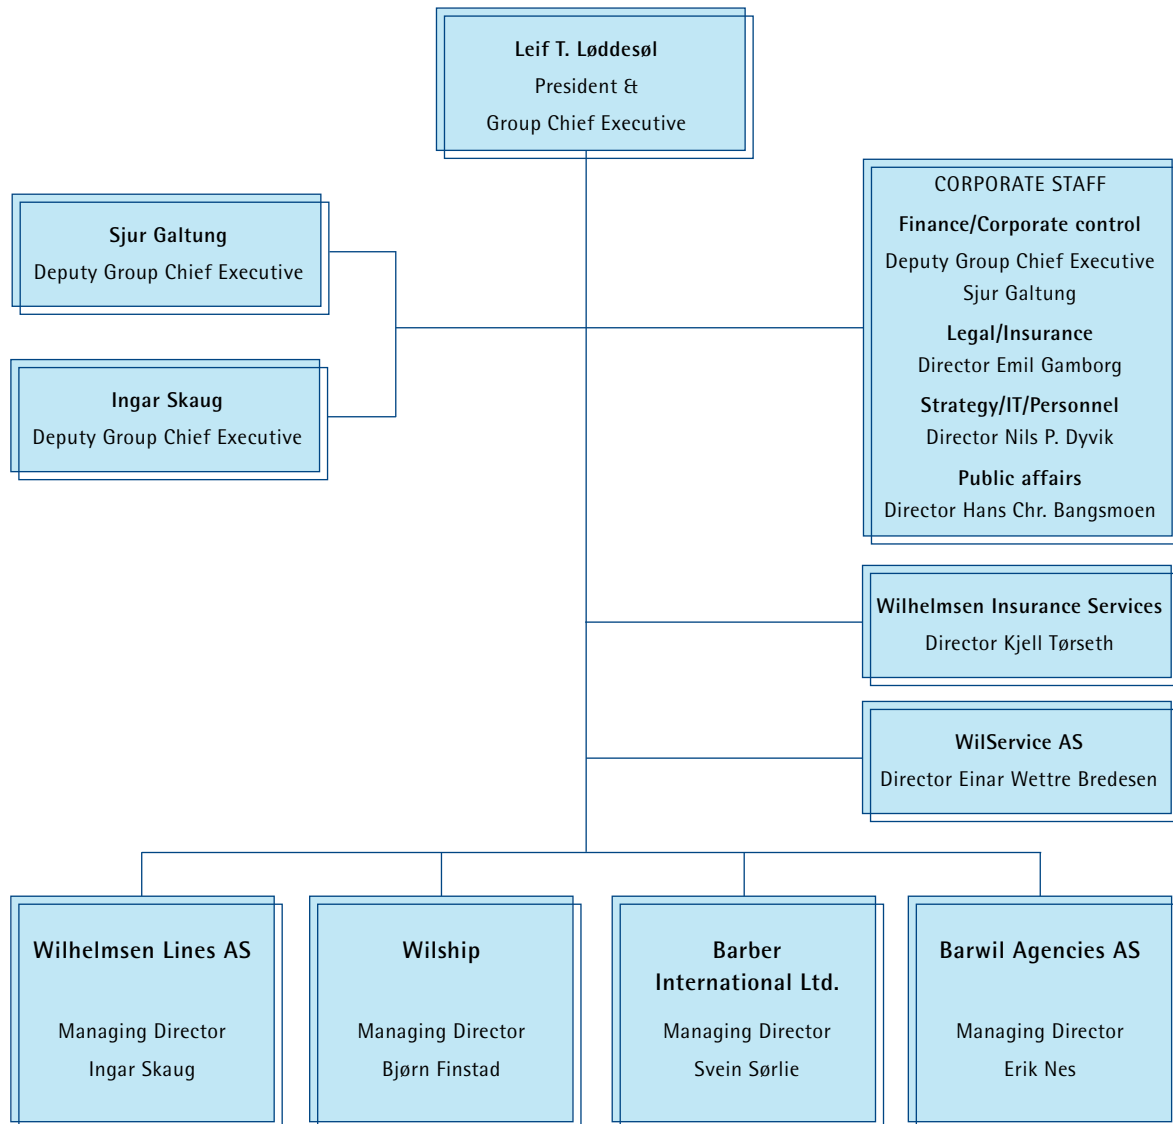 Leif T. Løddesøl
President &
Group Chief Executive
Sjur Galtung
Deputy Group Chief Executive
Ingar Skaug
Deputy Group Chief Executive
CORPORATE STAFF
Finance/Corporate control
Deputy Group Chief Executive
Sjur Galtung
Legal/Insurance
Director Emil Gamborg
Strategy/IT/Personnel
Director Nils P. Dyvik
Public affairs
Director Hans Chr. Bangsmoen
Wilhelmsen Insurance Services
Director Kjell Tørseth
WilService AS
Director Einar Wettre Bredesen
Wilhelmsen Lines AS
Managing Director
Ingar Skaug
Wilship
Managing Director
Bjørn Finstad
Barber
International Ltd.
Managing Director
Svein Sørlie
Barwil Agencies AS
Managing Director
Erik Nes